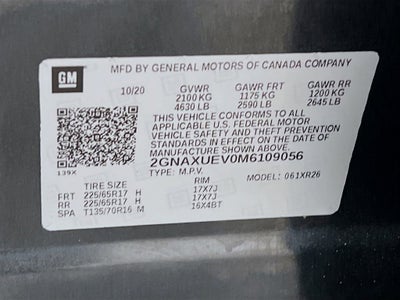 GM
MFD BY GENERAL MOTORS OF CANADA COMPANY
10/20 GVWR GAWR FRT GAWR RR
2100 KG 1175 KG 1200 KG
4630 LB 2590 LB 2645 LB
THIS VEHICLE CONFORMS TO ALL
APPLICABLE U.S. FEDERAL MOTOR
VEHICLE SAFETY AND THEFT PREVENTION
STANDARDS IN EFFECT ON THE DATE OF
MANUFACTURE SHOWN ABOVE.
2GNAXUEV0M6109056
139X
TYPE: M.P.V. MODEL: 061XR26
TIRE SIZE RIM
FRT 225/65R17 H 17X7J
RR 225/65R17 H 17X7J
SPA T135/70R16 M 16X4BT